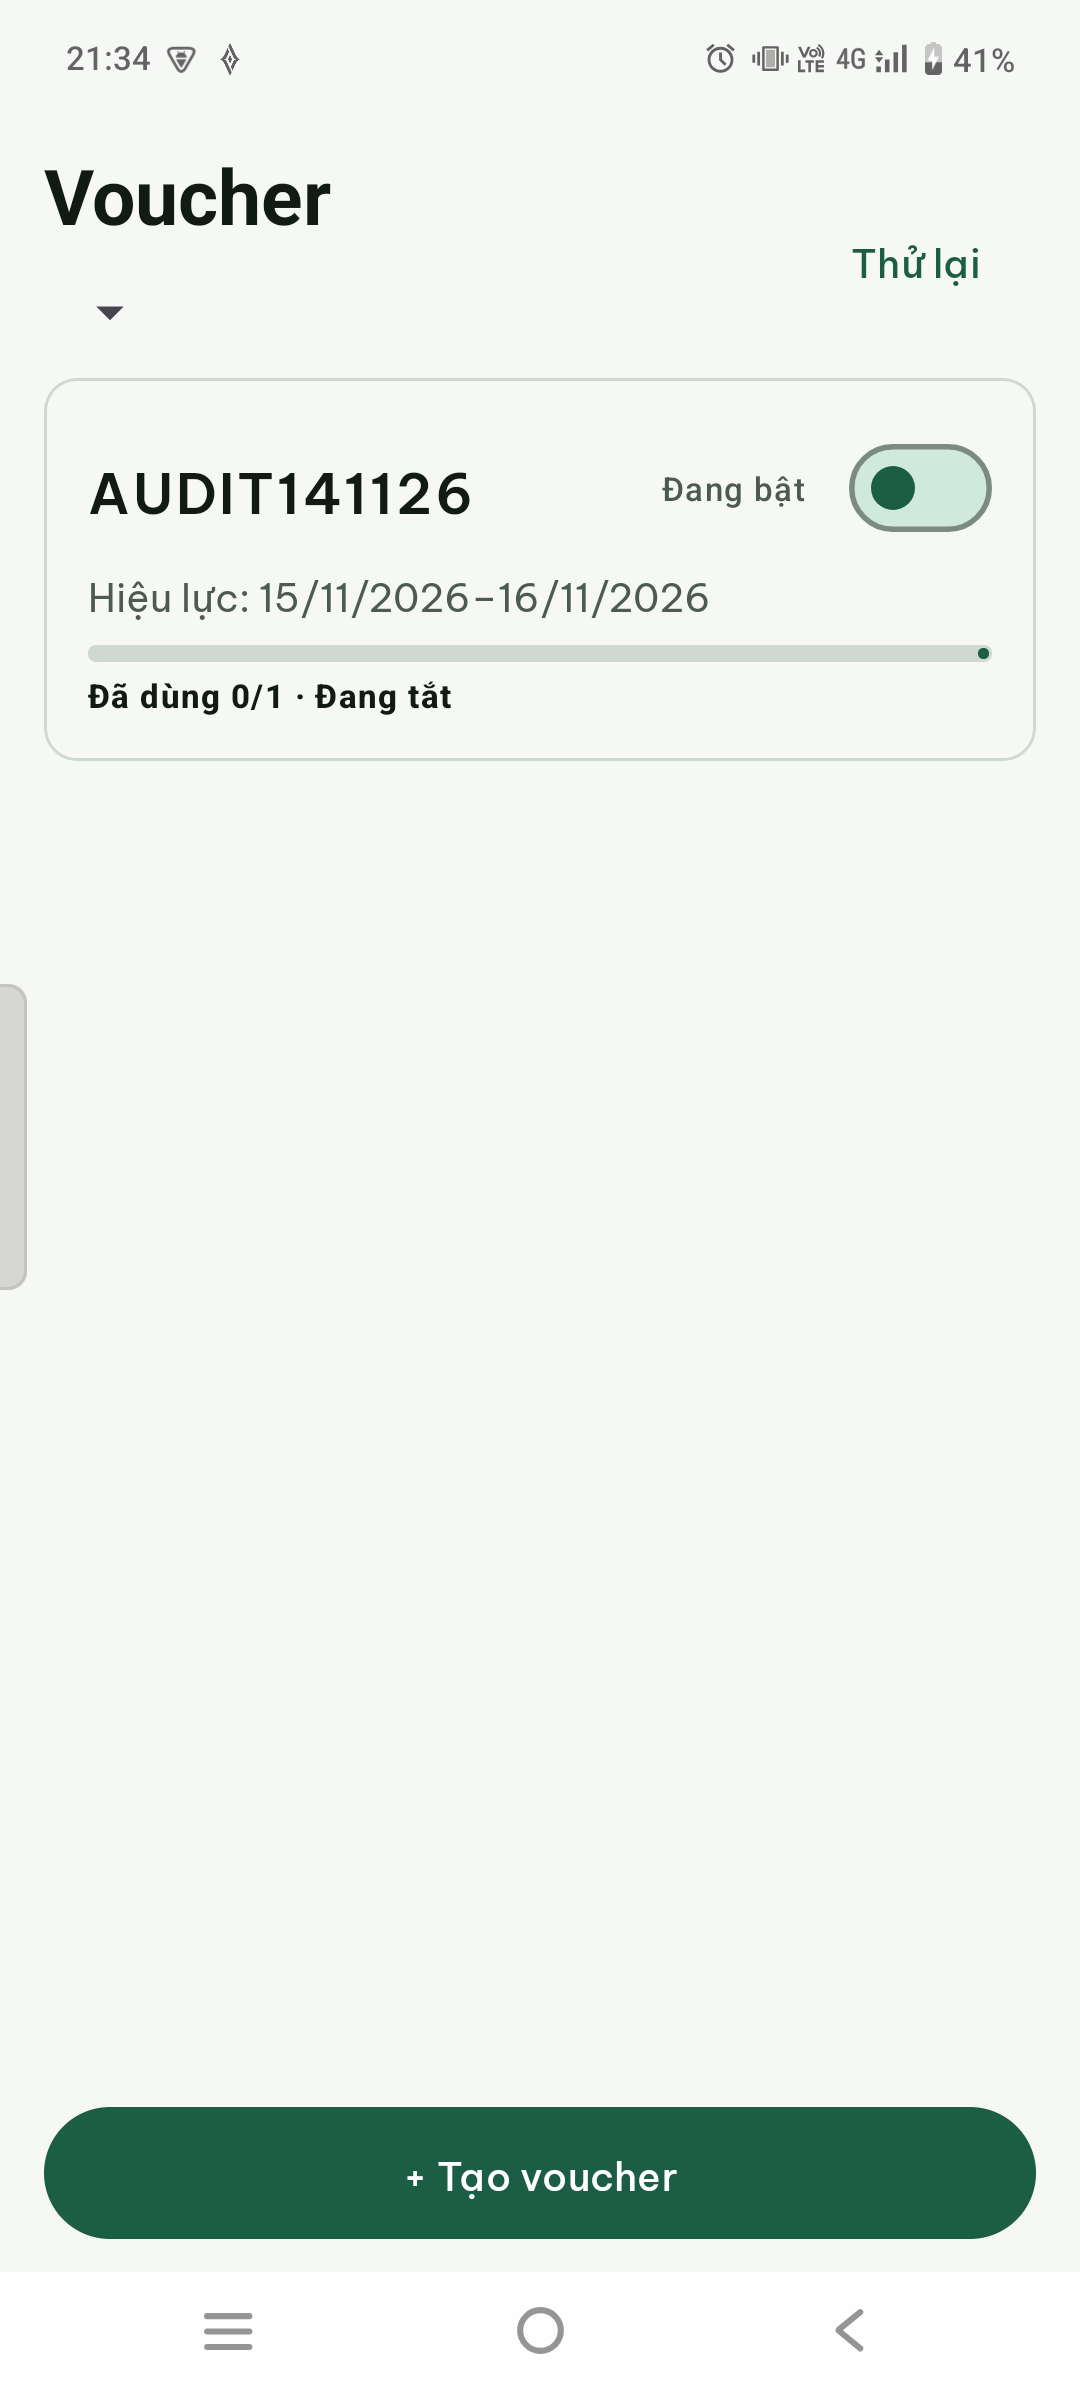 21:34 VoLTE 4G 41%
Voucher
Thử lại
AUDIT141126 Đang bật
Hiệu lực: 15/11/2026–16/11/2026
Đã dùng 0/1 · Đang tắt
+ Tạo voucher